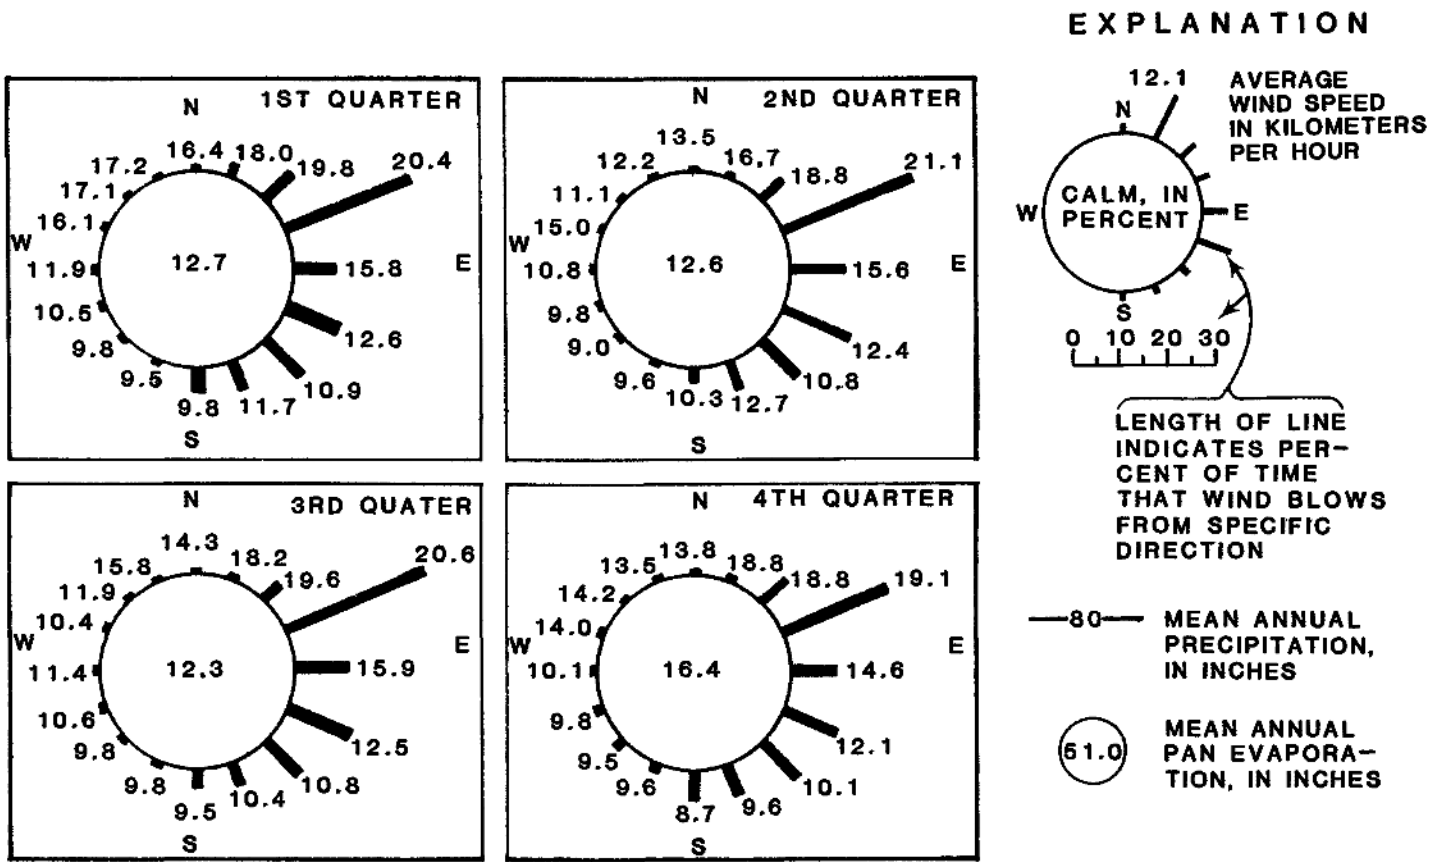 EXPLANATION
1ST QUARTER
N
16.4
18.0
19.8
20.4
15.8
E
12.6
10.9
11.7
9.8
S
9.5
9.8
10.5
11.9
W
16.1
17.1
17.2
12.7
2ND QUARTER
N
13.5
16.7
18.8
21.1
15.6
E
12.4
10.8
12.7
10.3
S
9.6
9.0
9.8
10.8
W
15.0
11.1
12.2
12.6
3RD QUATER
N
14.3
18.2
19.6
20.6
15.9
E
12.5
10.8
10.4
9.5
S
9.8
9.8
10.6
11.4
W
10.4
11.9
15.8
12.3
4TH QUARTER
N
13.8
18.8
18.8
19.1
14.6
E
12.1
10.1
9.6
8.7
S
9.6
9.5
9.8
10.1
W
14.0
14.2
13.5
16.4
12.1
N
W
CALM, IN
PERCENT
E
S
0 10 20 30
AVERAGE
WIND SPEED
IN KILOMETERS
PER HOUR
LENGTH OF LINE
INDICATES PER-
CENT OF TIME
THAT WIND BLOWS
FROM SPECIFIC
DIRECTION
80
MEAN ANNUAL
PRECIPITATION,
IN INCHES
51.0
MEAN ANNUAL
PAN EVAPORA-
TION, IN INCHES